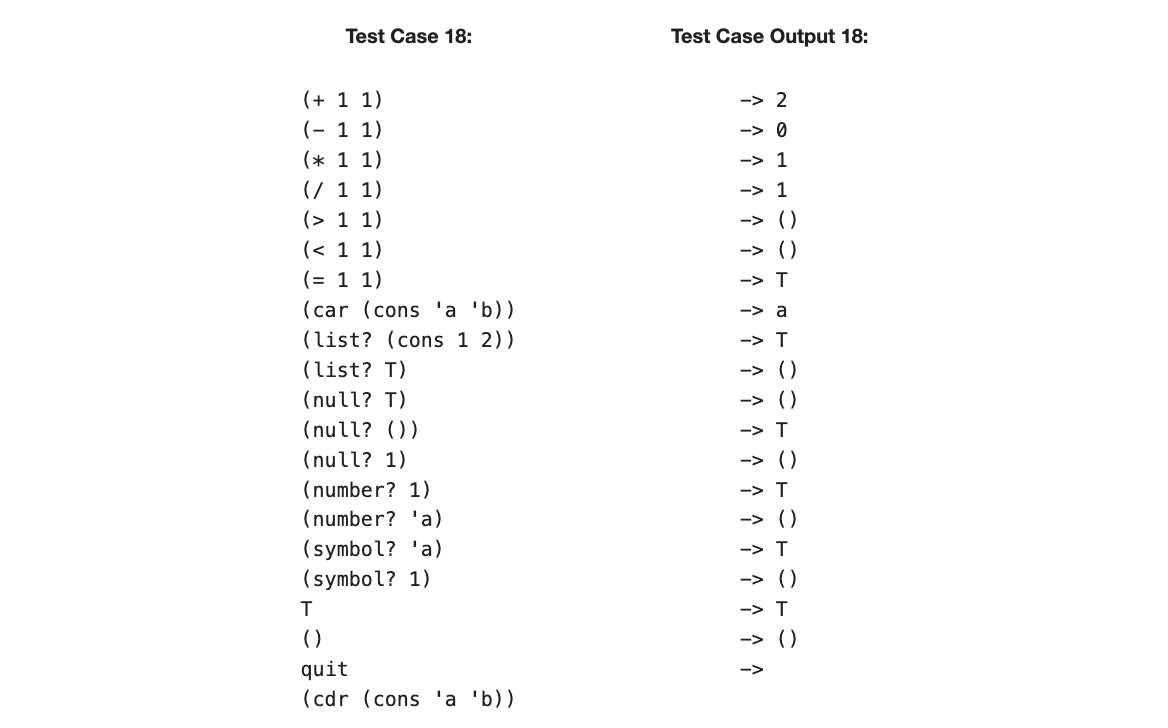 Test Case 18: Test Case Output 18:
(+ 1 1) -> 2
(- 1 1) -> 0
(* 1 1) -> 1
(/ 1 1) -> 1
(> 1 1) -> ()
(< 1 1) -> ()
(= 1 1) -> T
(car (cons 'a 'b)) -> a
(list? (cons 1 2)) -> T
(list? T) -> ()
(null? T) -> ()
(null? ()) -> T
(null? 1) -> ()
(number? 1) -> T
(number? 'a) -> ()
(symbol? 'a) -> T
(symbol? 1) -> ()
T -> T
() -> ()
quit ->
(cdr (cons 'a 'b))